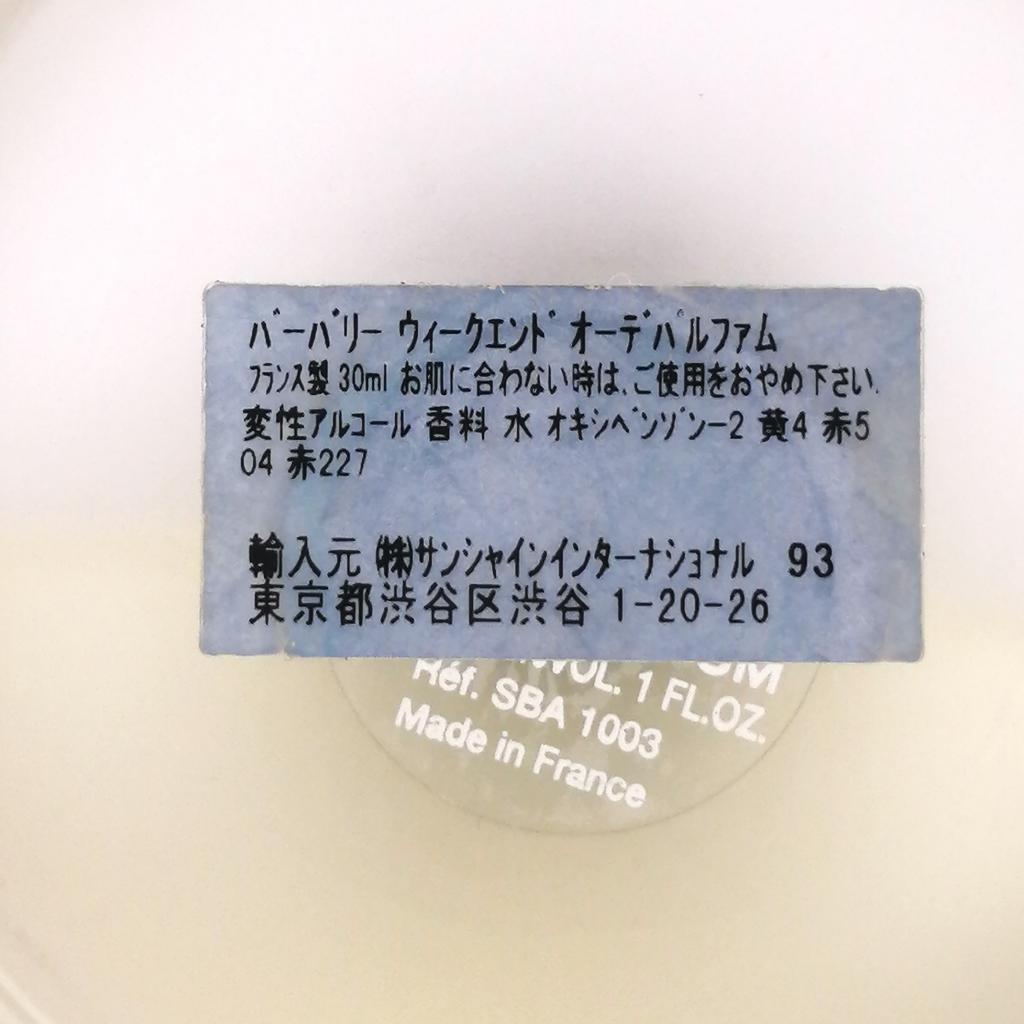 バーバリー ウィークエンド オーデパルファム
フランス製 30ml お肌に合わない時は、ご使用をおやめ下さい。
変性アルコール 香料 水 オキシベンゾンー2 黄4 赤5
04 赤227
輸入元 ㈱サンシャインインターナショナル 93
東京都渋谷区渋谷 1-20-26
VOL. 1 FL.OZ.
Réf. SBA 1003
Made in France